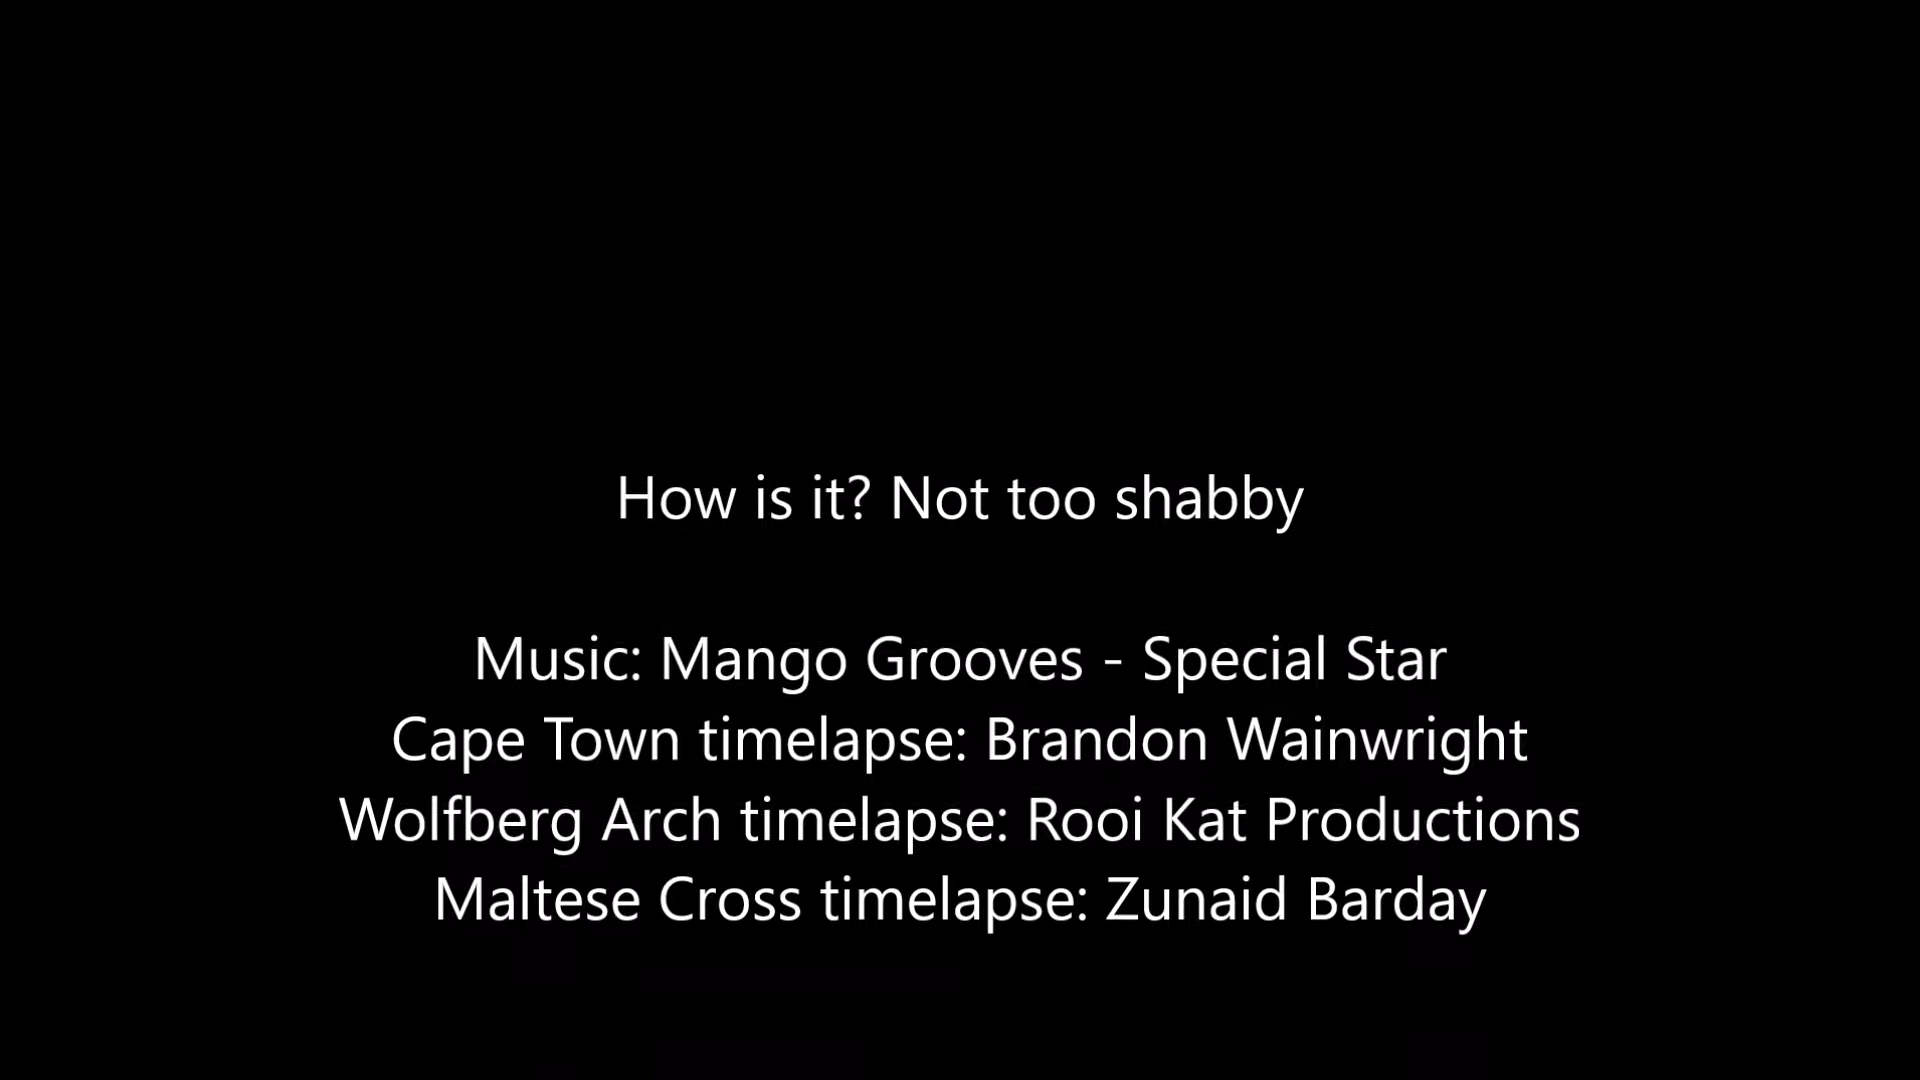 How is it? Not too shabby
Music: Mango Grooves - Special Star
Cape Town timelapse: Brandon Wainwright
Wolfberg Arch timelapse: Rooi Kat Productions
Maltese Cross timelapse: Zunaid Barday